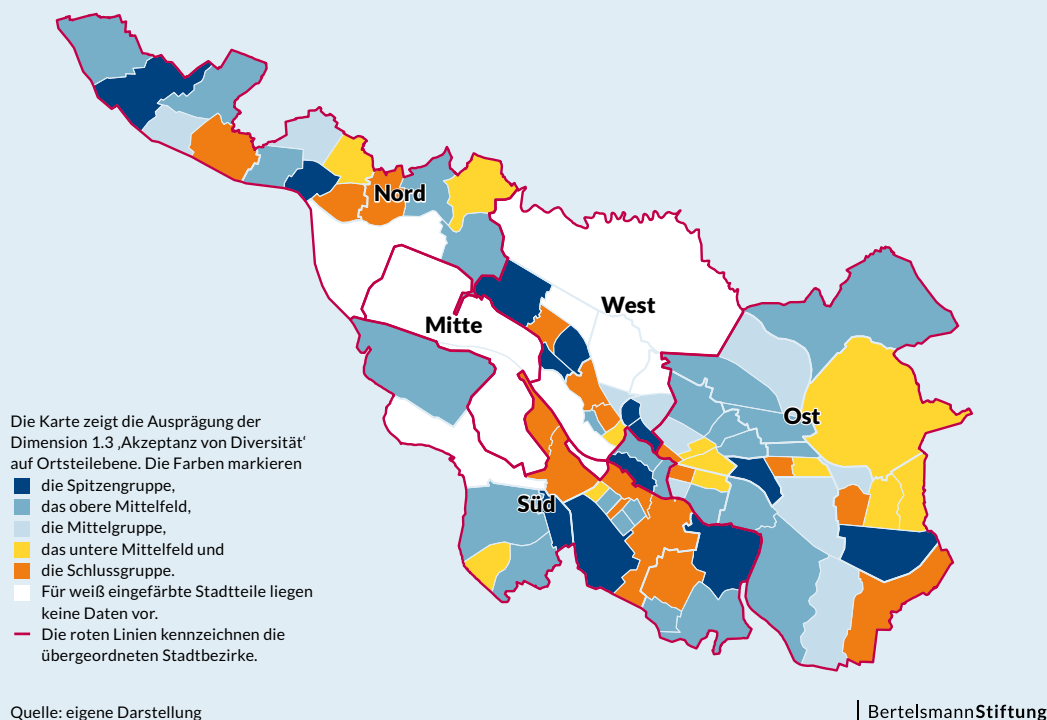 Nord
West
Mitte
Ost
Süd
Die Karte zeigt die Ausprägung der
Dimension 1.3 ‚Akzeptanz von Diversität‘
auf Ortsteilebene. Die Farben markieren
die Spitzengruppe,
das obere Mittelfeld,
die Mittelgruppe,
das untere Mittelfeld und
die Schlussgruppe.
Für weiß eingefärbte Stadtteile liegen
keine Daten vor.
Die roten Linien kennzeichnen die
übergeordneten Stadtbezirke.
Quelle: eigene Darstellung
BertelsmannStiftung